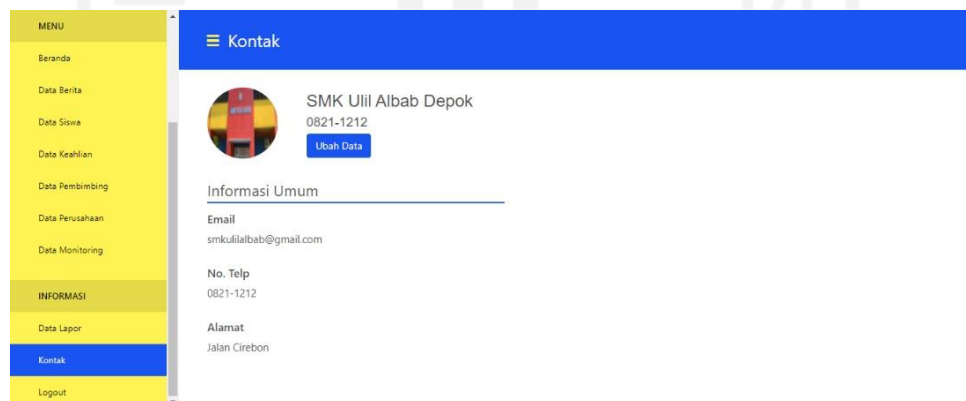 MENU
Beranda
Data Berita
Data Siswa
Data Keahlian
Data Pembimbing
Data Perusahaan
Data Monitoring
INFORMASI
Data Lapor
Kontak
Logout
Kontak
SMK Ulil Albab Depok
0821-1212
Ubah Data
Informasi Umum
Email
smkulilalbab@gmail.com
No. Telp
0821-1212
Alamat
Jalan Cirebon